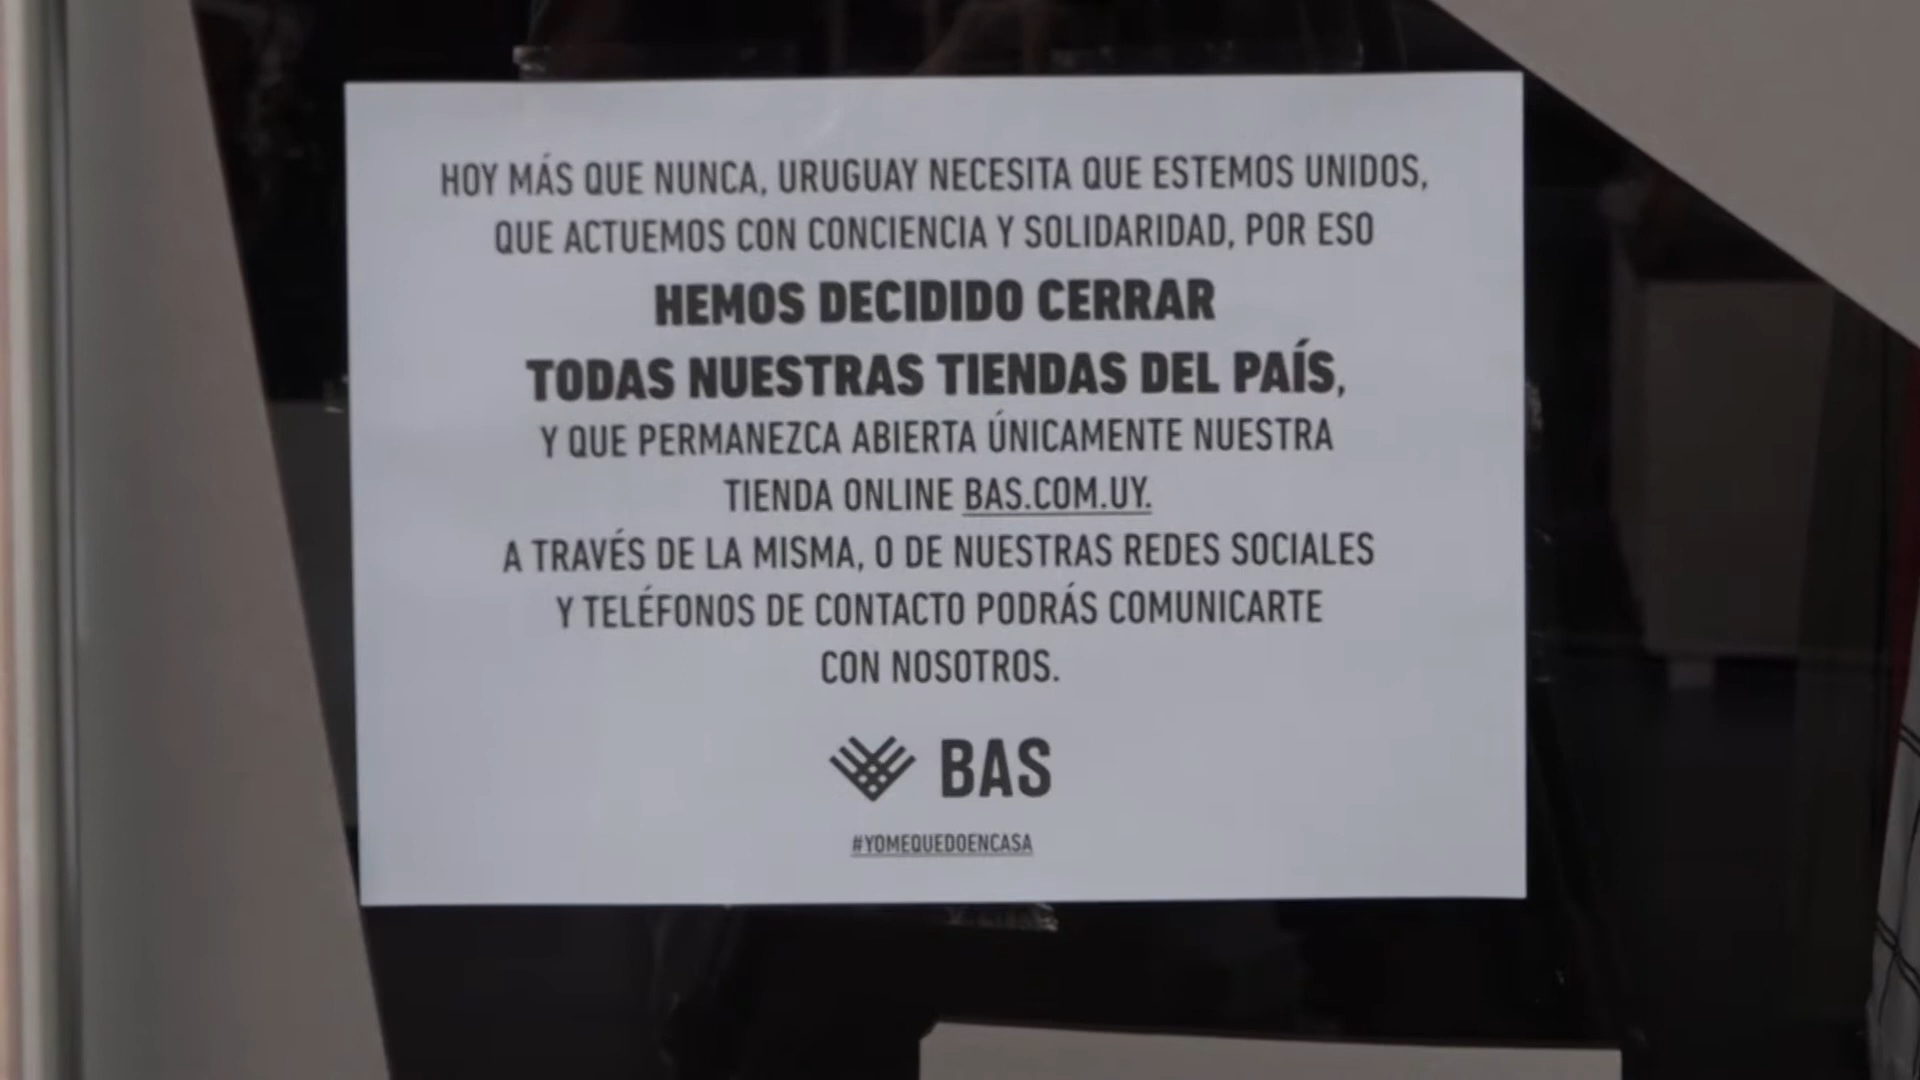 HOY MÁS QUE NUNCA, URUGUAY NECESITA QUE ESTEMOS UNIDOS,
QUE ACTUEMOS CON CONCIENCIA Y SOLIDARIDAD, POR ESO
HEMOS DECIDIDO CERRAR
TODAS NUESTRAS TIENDAS DEL PAÍS,
Y QUE PERMANEZCA ABIERTA ÚNICAMENTE NUESTRA
TIENDA ONLINE BAS.COM.UY.
A TRAVÉS DE LA MISMA, O DE NUESTRAS REDES SOCIALES
Y TELÉFONOS DE CONTACTO PODRÁS COMUNICARTE
CON NOSOTROS.
BAS
#YOMEQUEDOENCASA